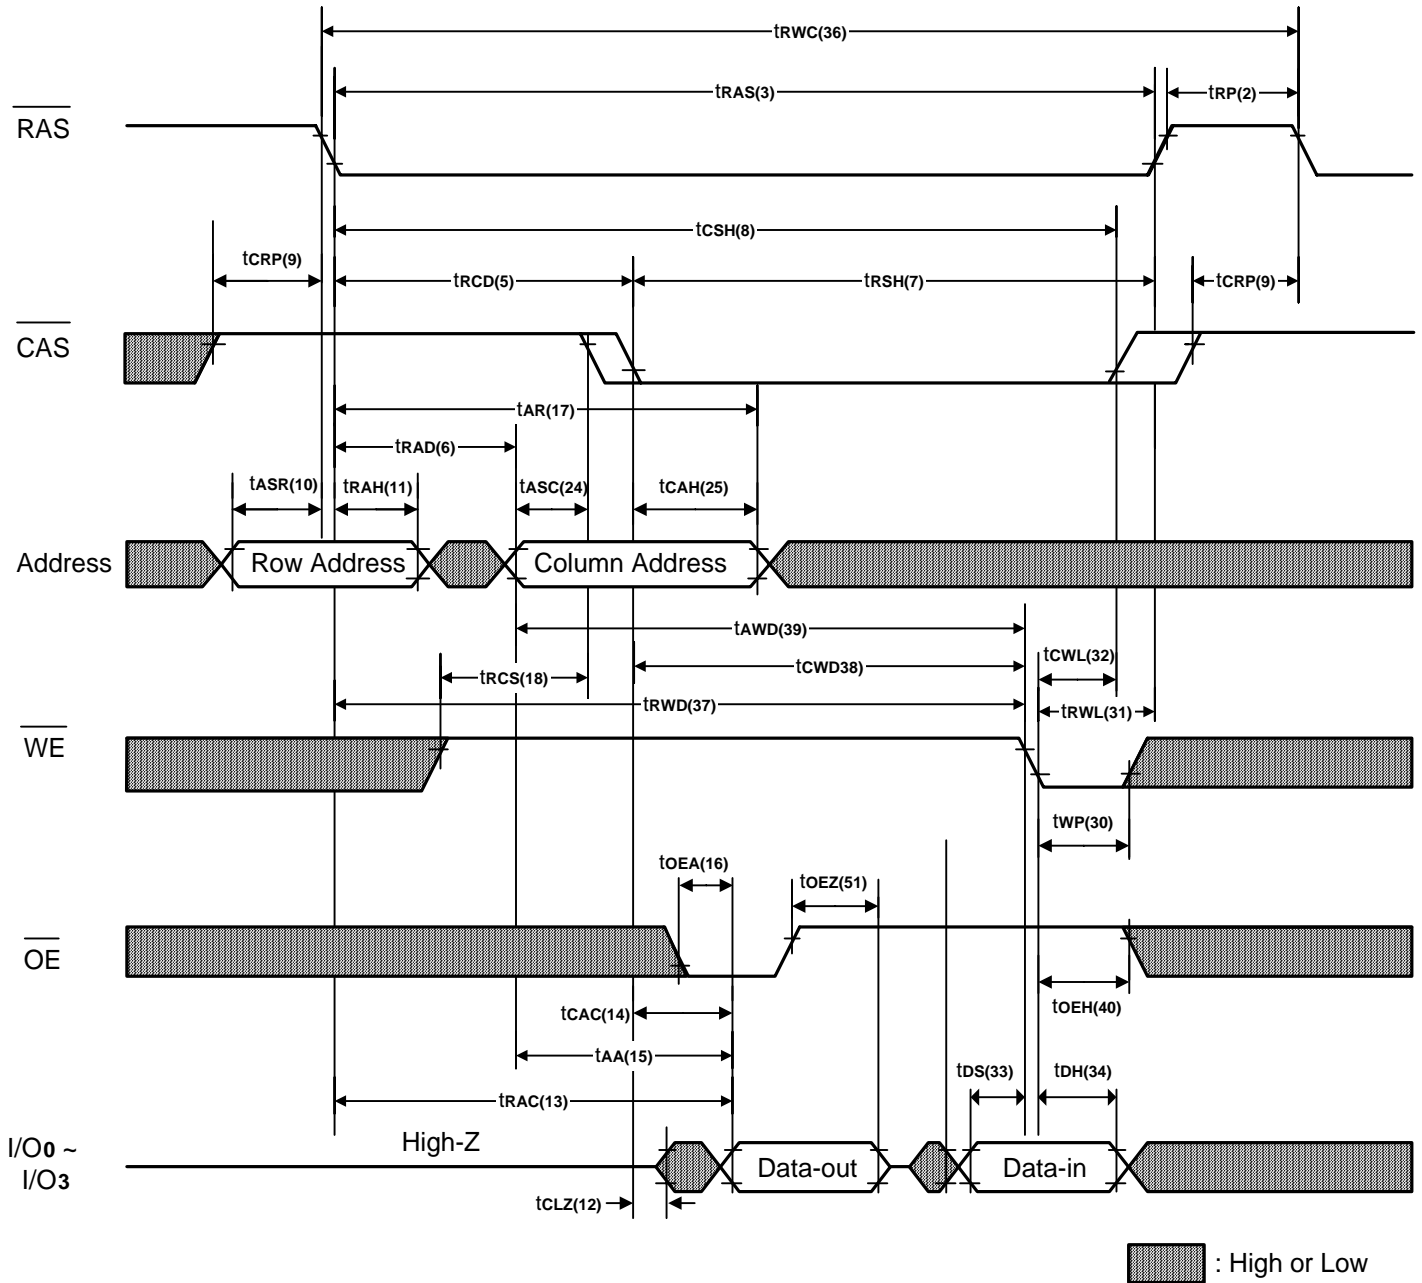 tRWC(36)
tRAS(3)
tRP(2)
RAS
tCSH(8)
tCRP(9)
tRCD(5)
tRSH(7)
tCRP(9)
CAS
tAR(17)
tRAD(6)
tASR(10)
tRAH(11)
tASC(24)
tCAH(25)
Address
Row Address
Column Address
tAWD(39)
tCWD38)
tCWL(32)
tRCS(18)
tRWD(37)
tRWL(31)
WE
tWP(30)
tOEA(16)
tOEZ(51)
OE
tOEH(40)
tCAC(14)
tAA(15)
tDS(33)
tDH(34)
tRAC(13)
High-Z
I/O0 ~
I/O3
Data-out
Data-in
tCLZ(12)
: High or Low